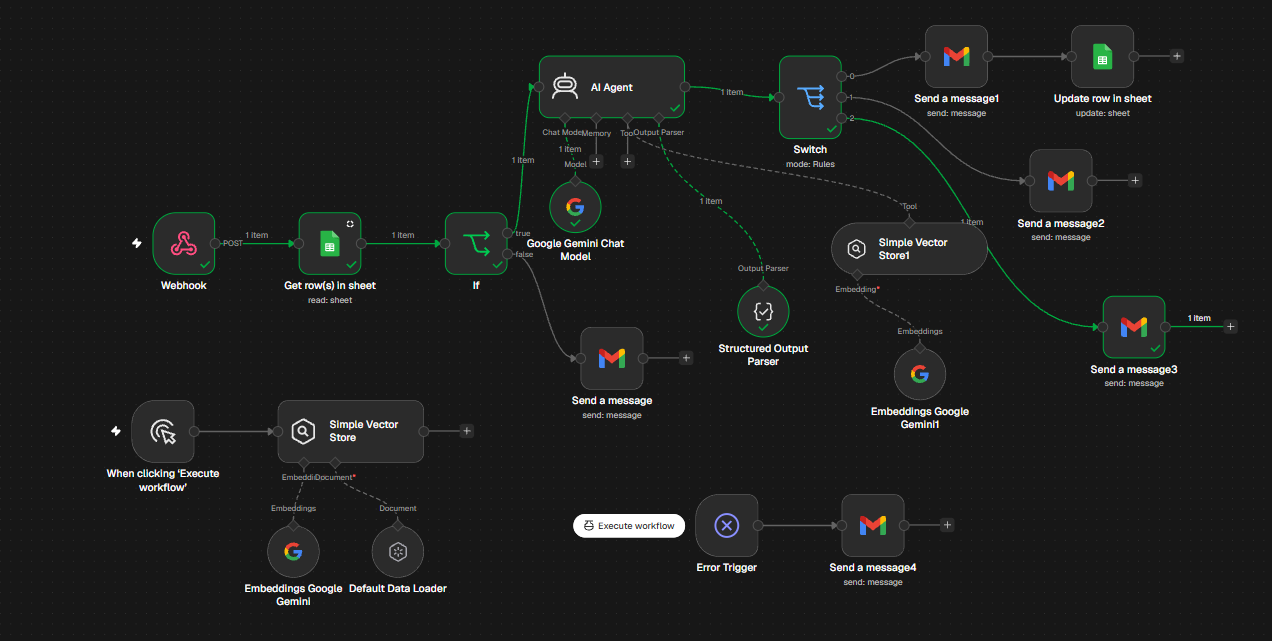 Send a message1
send: message
Update row in sheet
update: sheet
AI Agent
Chat Mode
Memory
Too
Output Parser
1 Item
Model
1 Item
0
1
2
Switch
mode: Rules
Send a message2
send: message
Tool
Simple Vector
Store1
Embedding*
1 Item
1 Item
1 Item
Google Gemini Chat
Model
POST
1 Item
1 Item
true
false
Webhook
Get row(s) in sheet
read: sheet
If
Output Parser
Structured Output
Parser
Embeddings
Embeddings Google
Gemini1
1 Item
Send a message3
send: message
Send a message
send: message
When clicking ‘Execute
workflow’
Simple Vector
Store
Document*
Embeddings
Document
Embeddings Google
Gemini
Default Data Loader
Execute workflow
Error Trigger
Send a message4
send: message